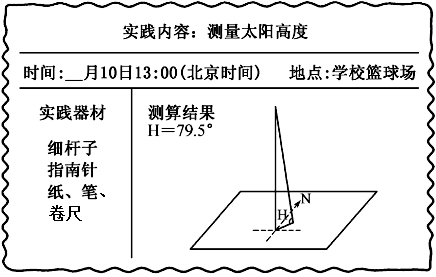 实践内容：测量太阳高度
时间：__月10日13:00(北京时间) 地点：学校篮球场
实践器材
细杆子
指南针
纸、笔、
卷尺
测算结果
H＝79.5°
N
H